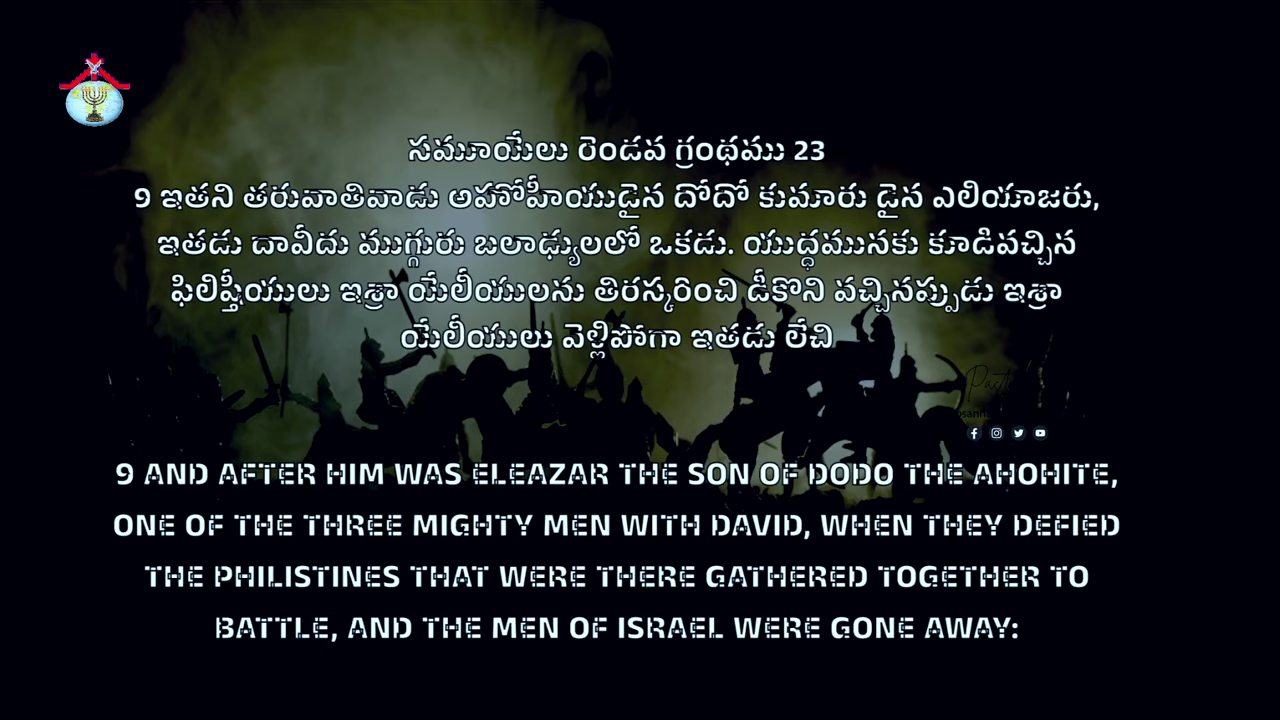 సమూయేలు రెండవ గ్రంథము 23
9 ఇతని తరువాతివాడు అహోహీయుడైన దోదో కుమారు డైన ఎలియాజరు,
ఇతడు దావీదు ముగ్గురు బలాఢ్యులలో ఒకడు. యుద్ధమునకు కూడివచ్చిన
ఫిలిష్తీయులు ఇశ్రా యేలీయులను తిరస్కరించి డీకొని వచ్చినప్పుడు ఇశ్రా
యేలీయులు వెళ్లిపోగా ఇతడు లేచి
9 AND AFTER HIM WAS ELEAZAR THE SON OF DODO THE AHOHITE,
ONE OF THE THREE MIGHTY MEN WITH DAVID, WHEN THEY DEFIED
THE PHILISTINES THAT WERE THERE GATHERED TOGETHER TO
BATTLE, AND THE MEN OF ISRAEL WERE GONE AWAY: